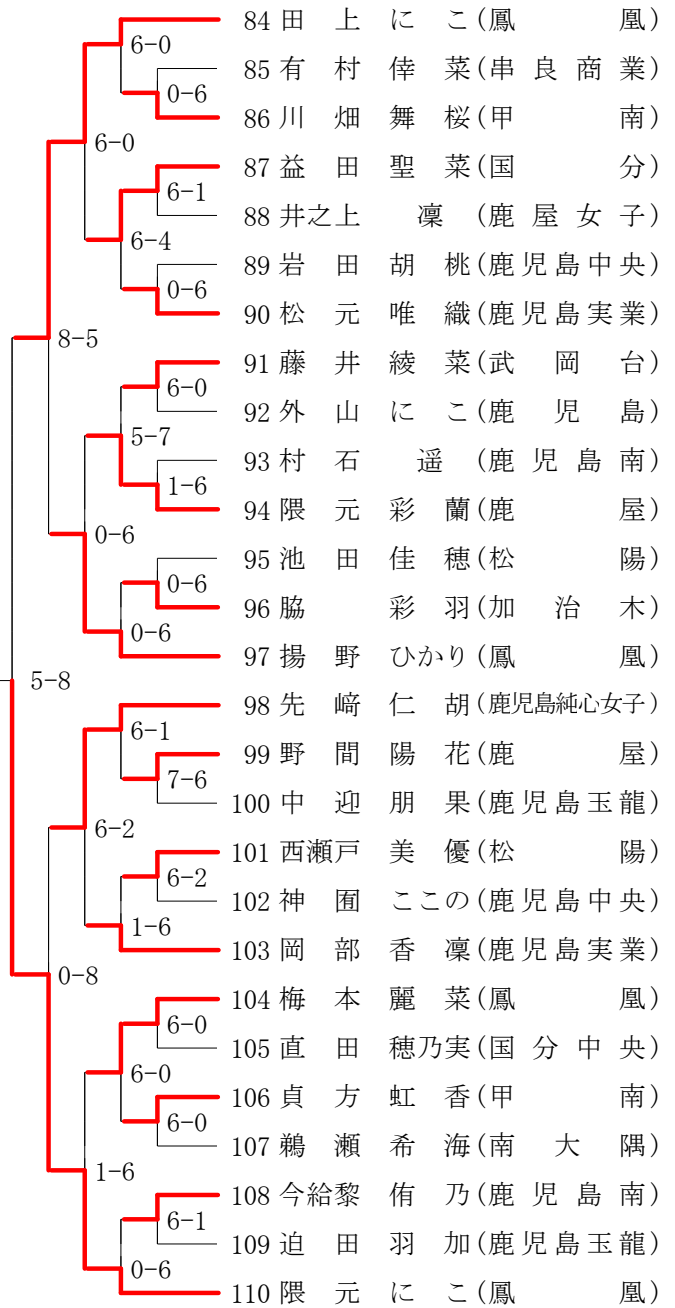 84 田上にこ(鳳凰)
6-0
85 有村倖菜(串良商業)
0-6
86 川畑舞桜(甲南)
6-0
87 益田聖菜(国分)
6-1
88 井之上凜(鹿屋女子)
6-4
89 岩田胡桃(鹿児島中央)
0-6
90 松元唯織(鹿児島実業)
8-5
91 藤井綾菜(武岡台)
6-0
92 外山にこ(鹿児島)
5-7
93 村石遥(鹿児島南)
1-6
94 隈元彩蘭(鹿屋)
0-6
95 池田佳穂(松陽)
0-6
96 脇彩羽(加治木)
0-6
97 揚野ひかり(鳳凰)
5-8
98 先﨑仁胡(鹿児島純心女子)
6-1
99 野間陽花(鹿屋)
7-6
100 中迎朋果(鹿児島玉龍)
6-2
101 西瀬戸美優(松陽)
6-2
102 神囿ここの(鹿児島中央)
1-6
103 岡部香凜(鹿児島実業)
0-8
104 梅本麗菜(鳳凰)
6-0
105 直田穂乃実(国分中央)
6-0
106 貞方虹香(甲南)
6-0
107 鵜瀬希海(南大隅)
1-6
108 今給黎侑乃(鹿児島南)
6-1
109 迫田羽加(鹿児島玉龍)
0-6
110 隈元にこ(鳳凰)